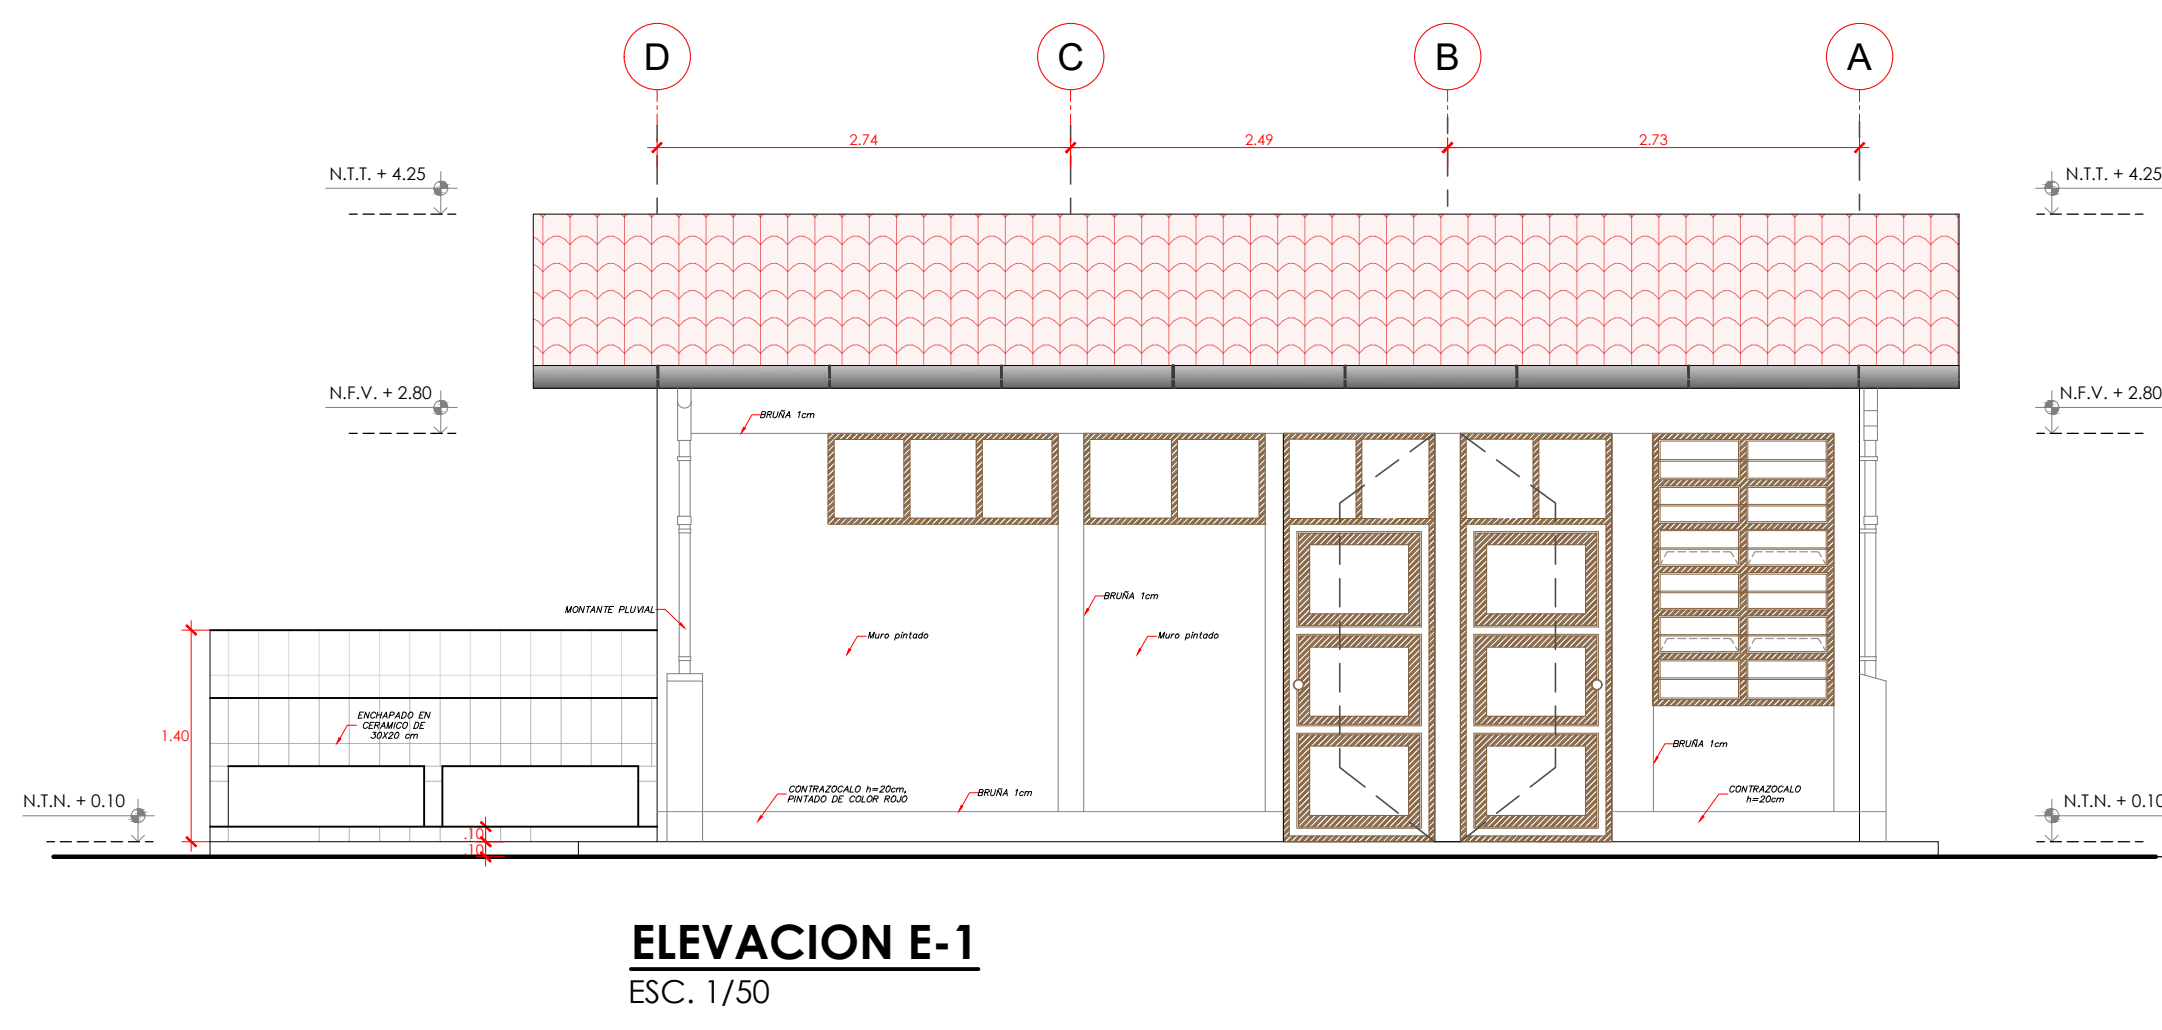 D
C
B
A
2.74
2.49
2.73
N.T.T. + 4.25
N.T.T. + 4.25
N.F.V. + 2.80
N.F.V. + 2.80
BRUÑA 1cm
BRUÑA 1cm
MONTANTE PLUVIAL
Muro pintado
Muro pintado
ENCHAPADO EN
CERAMICO DE
30X20 cm
1.40
BRUÑA 1cm
CONTRAZOCALO h=20cm,
PINTADO DE COLOR ROJO
BRUÑA 1cm
CONTRAZOCALO
h=20cm
N.T.N. + 0.10
N.T.N. + 0.10
.10
.10
ELEVACION E-1
ESC. 1/50